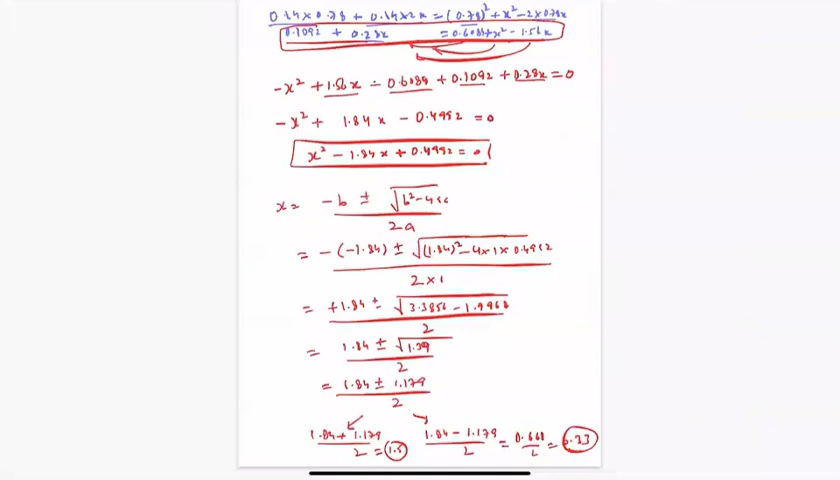 0.14×0.78 + 0.14×2x = (0.78)² + x² - 2×0.78x
0.1092 + 0.28x = 0.6084 + x² - 1.56x
-x² + 1.56x - 0.6084 + 0.1092 + 0.28x = 0
-x² + 1.84x - 0.4992 = 0
x² - 1.84x + 0.4992 = 0
x = -b ± √b²-4ac
2a
= -(-1.84) ± √(1.84)² - 4×1×0.4992
2×1
= +1.84 ± √3.3856 - 1.9968
2
= 1.84 ± √1.39
2
= 1.84 ± 1.179
2
1.84 + 1.179 1.84 - 1.179 0.661
2 = 1.5 2 = 2 = 0.33